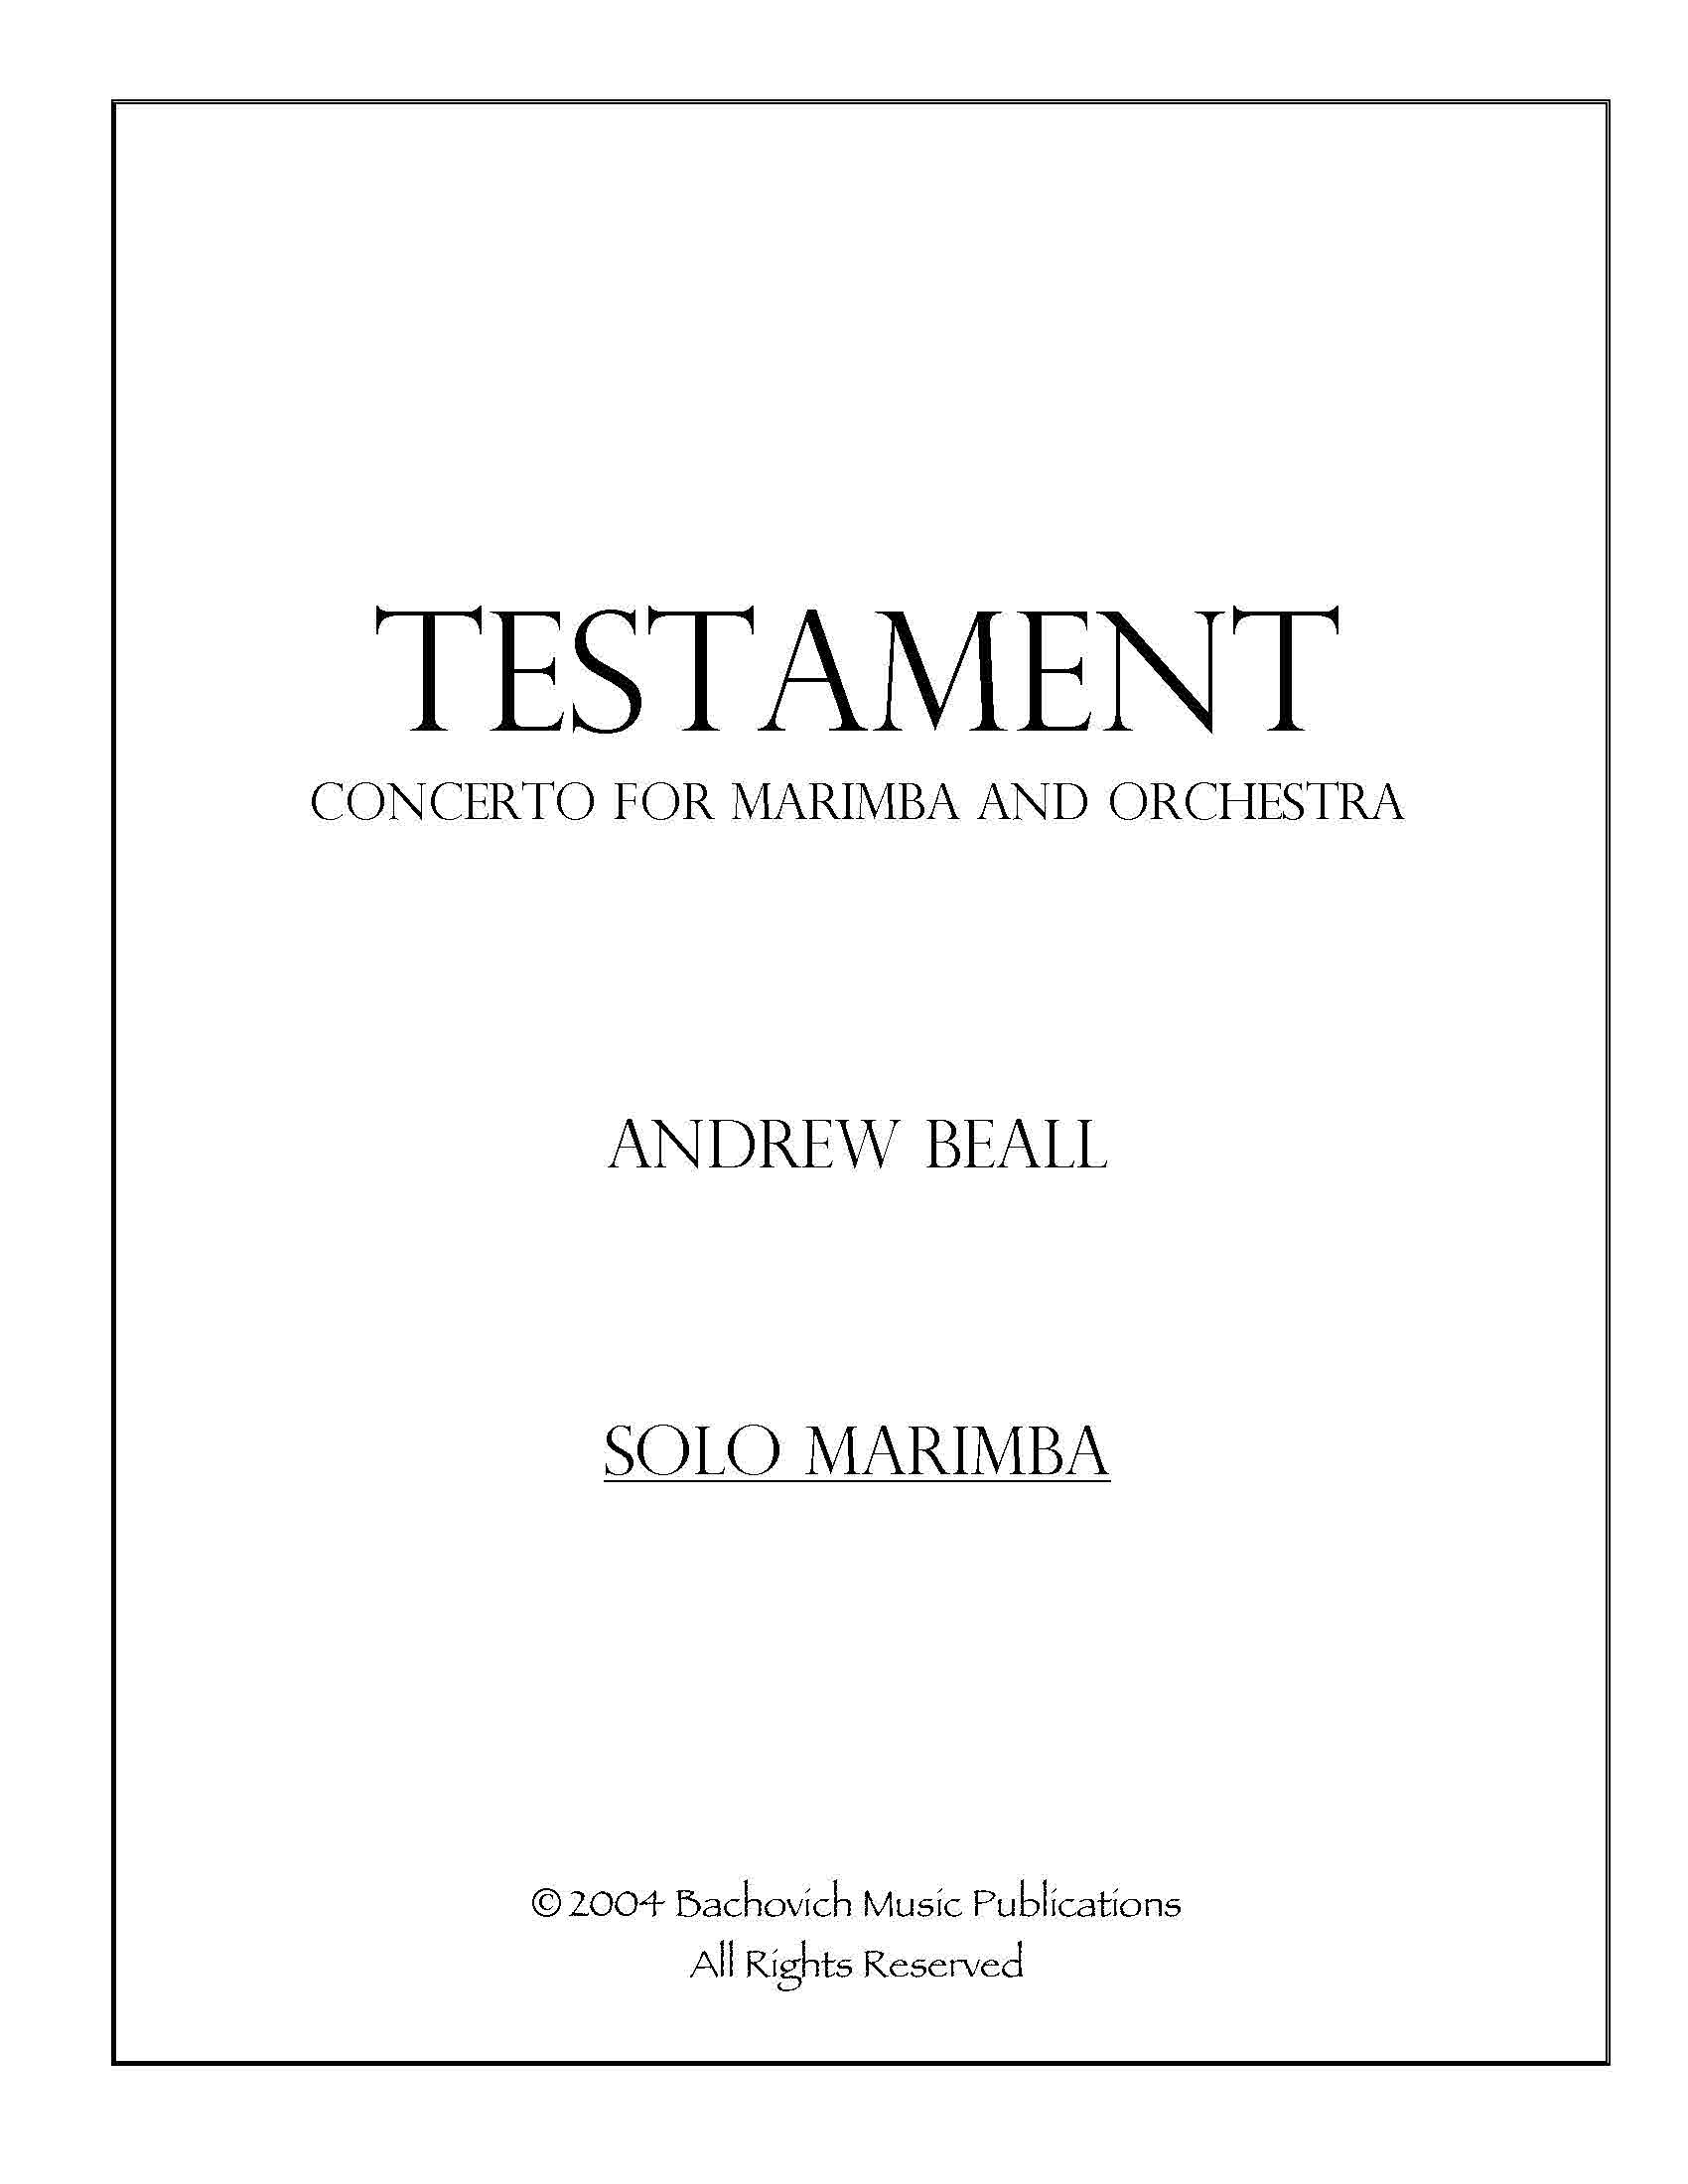 TESTAMENT
CONCERTO FOR MARIMBA AND ORCHESTRA
ANDREW BEALL
SOLO MARIMBA
© 2004 Bachovich Music Publications
All Rights Reserved